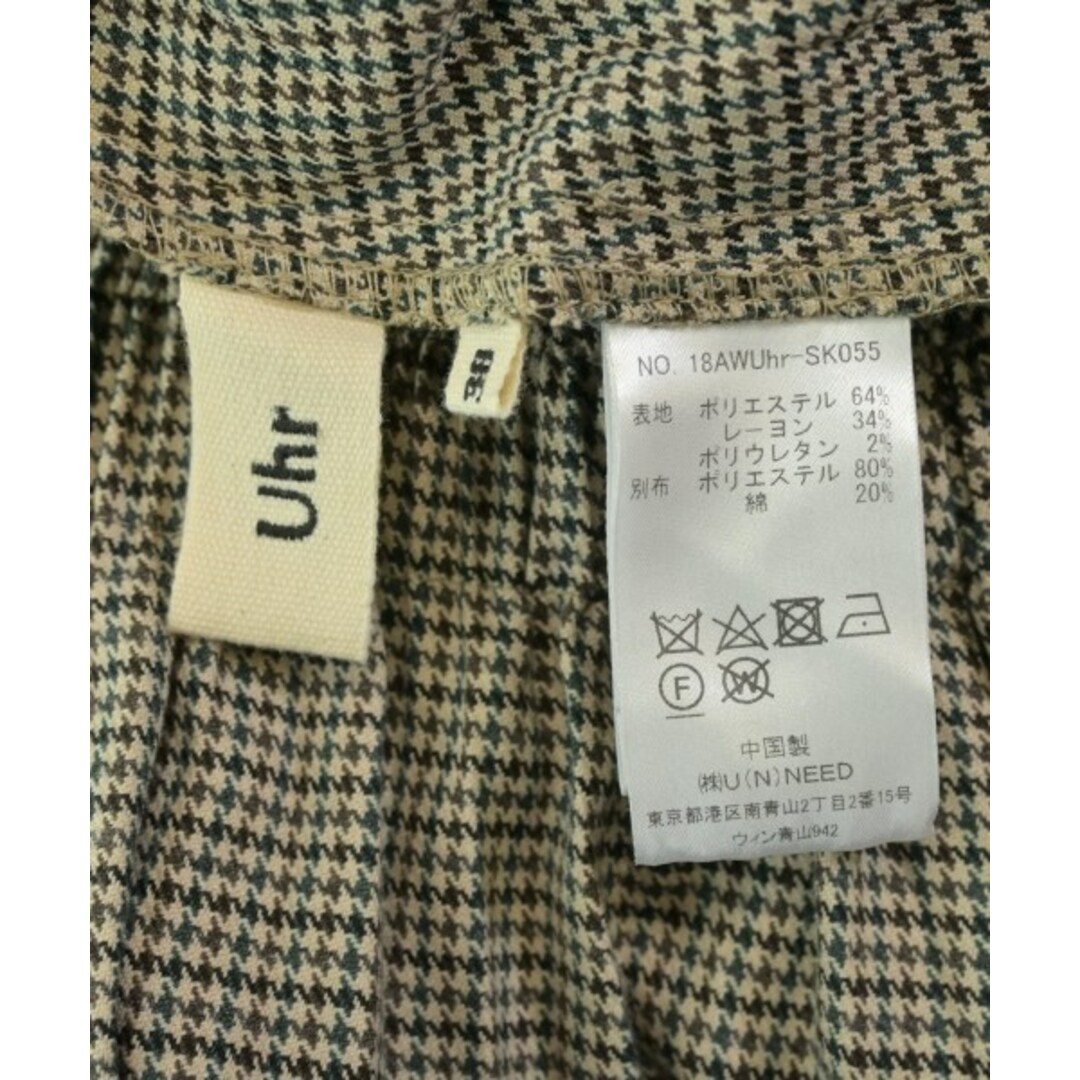 Uhr
38
NO. 18AWUhr-SK055
表地 ポリエステル 64%
レーヨン 34%
ポリウレタン 2%
別布 ポリエステル 80%
綿 20%
F
W
中国製
㈱U(N)NEED
東京都港区南青山2丁目2番15号
ウィン青山942